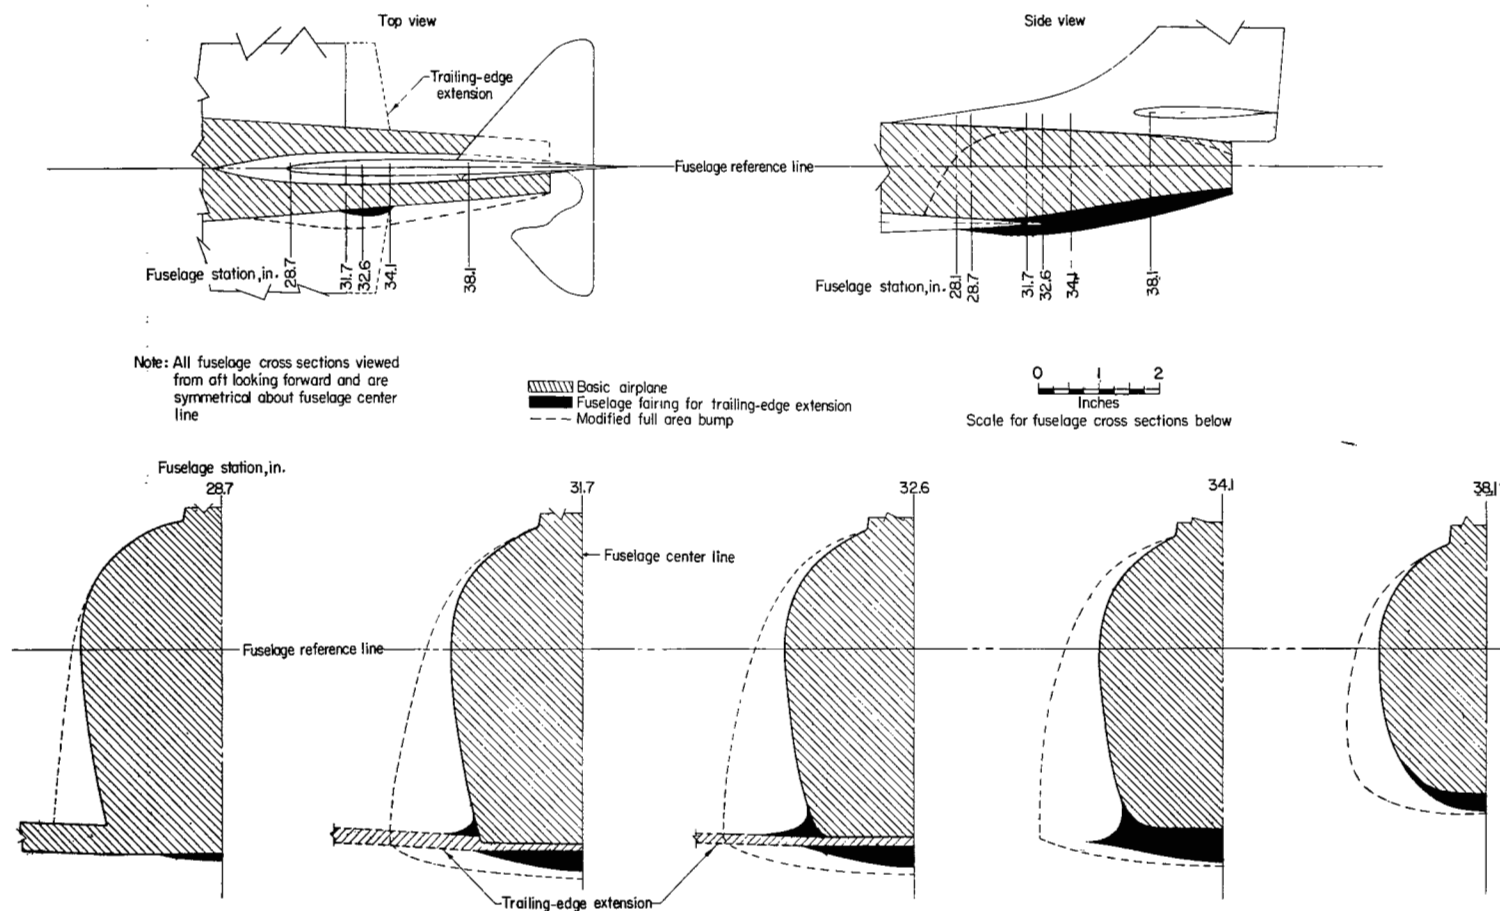 Top view
Side view
Trailing-edge
extension
Fuselage reference line
Fuselage station,in.
28.7
31.7
32.6
34.1
38.1
Fuselage station,in.
28.1
28.7
31.7
32.6
34.1
38.1
Note: All fuselage cross sections viewed
from aft looking forward and are
symmetrical about fuselage center
line
Basic airplane
Fuselage fairing for trailing-edge extension
Modified full area bump
0 1 2
Inches
Scale for fuselage cross sections below
Fuselage station,in.
28.7
31.7
32.6
34.1
38.1
Fuselage center line
Fuselage reference line
Trailing-edge extension